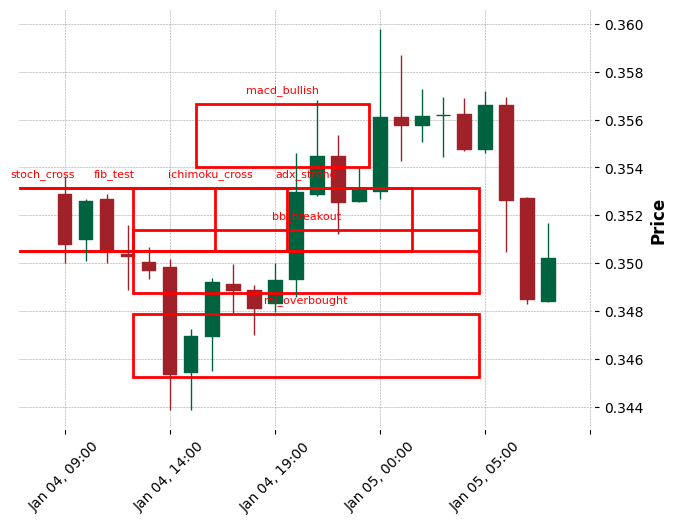 0.360
0.358
macd_bullish
0.356
0.354
stoch_cross fib_test ichimoku_cross adx_strong
0.352
bb_breakout
0.350
0.348
rsi_overbought
0.346
0.344
Price
Jan 04, 09:00
Jan 04, 14:00
Jan 04, 19:00
Jan 05, 00:00
Jan 05, 05:00